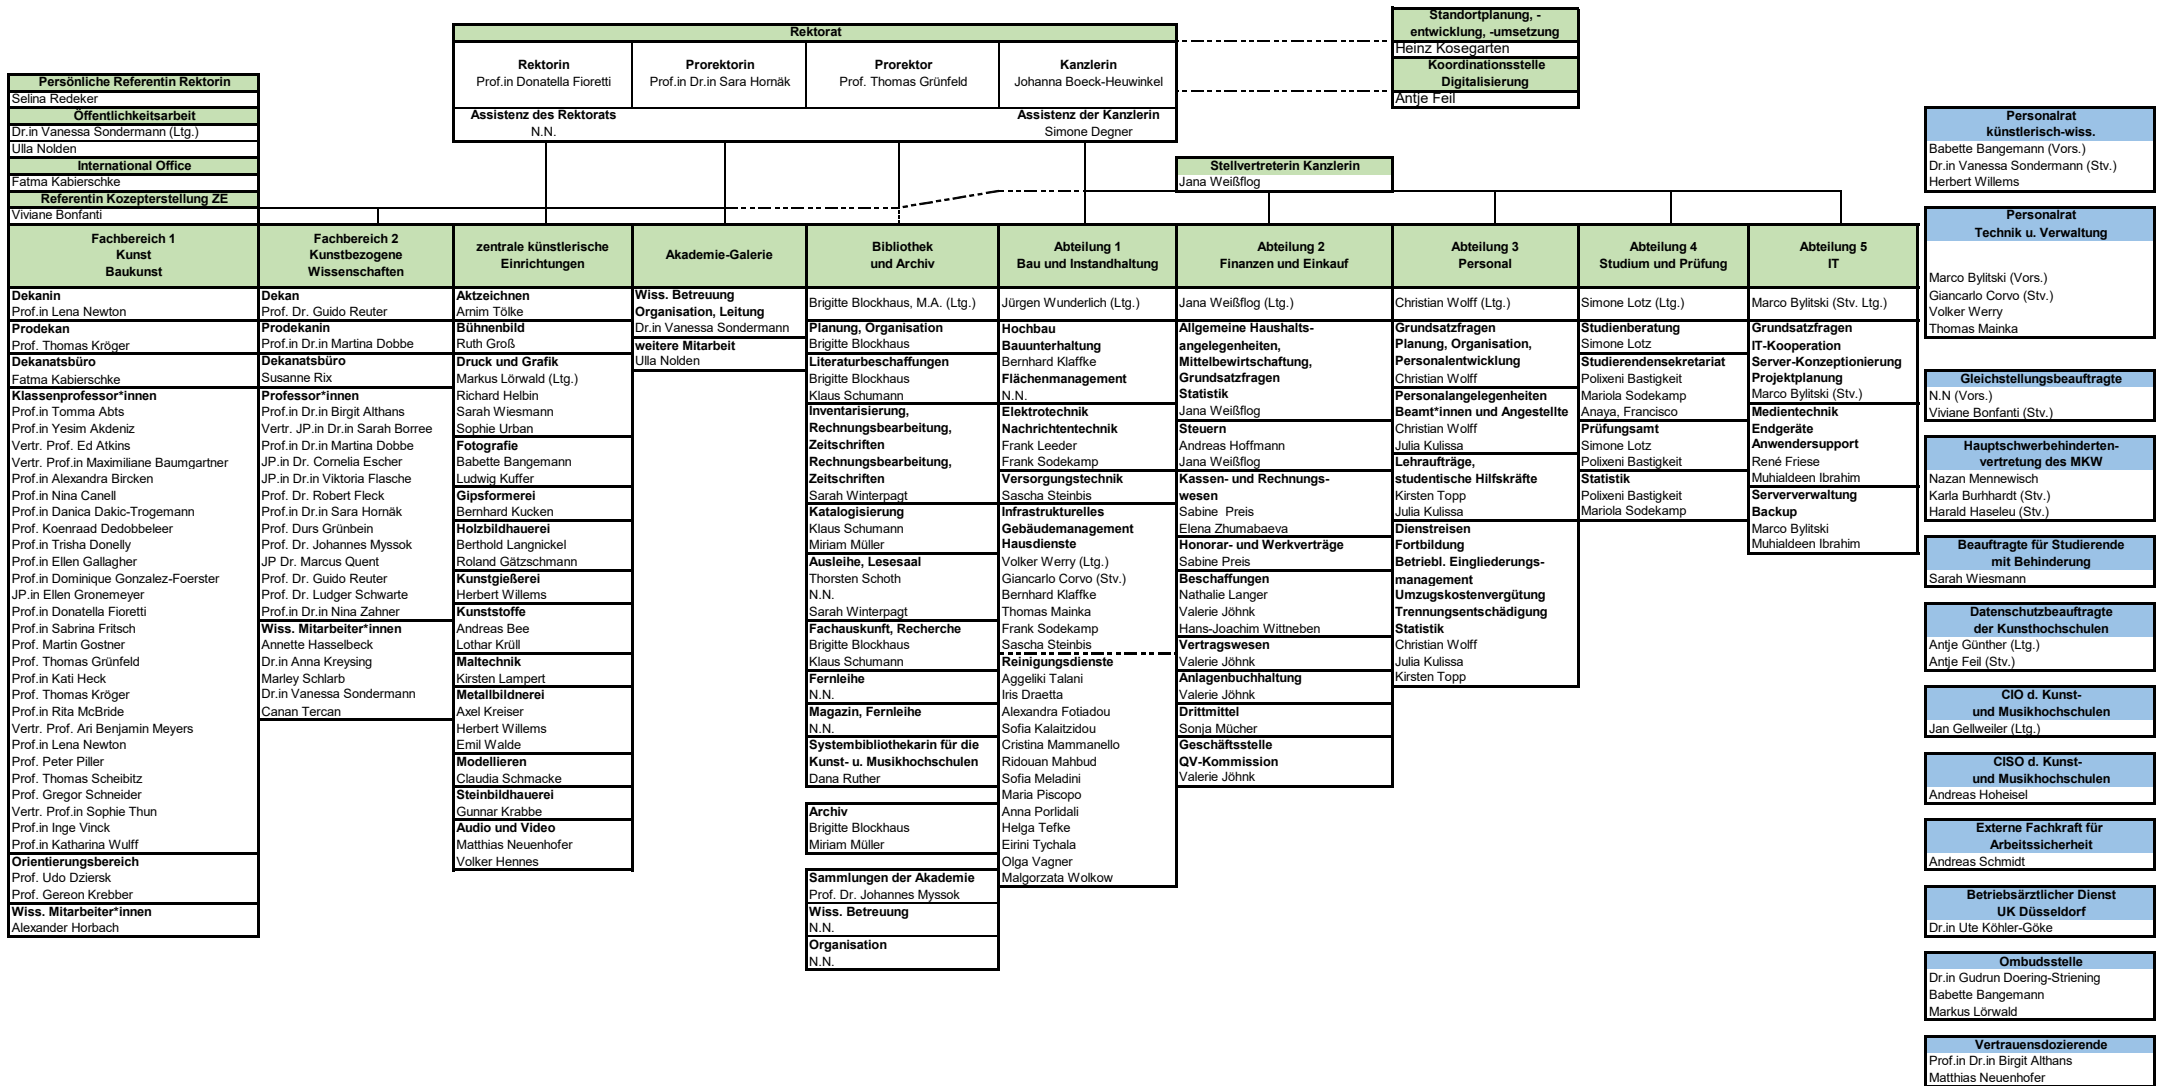 Rektorat
Rektorin
Prof.in Donatella Fioretti
Prorektorin
Prof.in Dr.in Sara Hornäk
Prorektor
Prof. Thomas Grünfeld
Kanzlerin
Johanna Boeck-Heuwinkel
Assistenz des Rektorats
N.N.
Assistenz der Kanzlerin
Simone Degner
Standortplanung, -
entwicklung, -umsetzung
Heinz Kosegarten
Koordinationsstelle
Digitalisierung
Antje Feil
Persönliche Referentin Rektorin
Selina Redeker
Öffentlichkeitsarbeit
Dr.in Vanessa Sondermann (Ltg.)
Ulla Nolden
International Office
Fatma Kabierschke
Referentin Kozepterstellung ZE
Viviane Bonfanti
Stellvertreterin Kanzlerin
Jana Weißflog
Fachbereich 1
Kunst
Baukunst
Dekanin
Prof.in Lena Newton
Prodekan
Prof. Thomas Kröger
Dekanatsbüro
Fatma Kabierschke
Klassenprofessor*innen
Prof.in Tomma Abts
Prof.in Yesim Akdeniz
Vertr. Prof. Ed Atkins
Vertr. Prof.in Maximiliane Baumgartner
Prof.in Alexandra Bircken
Prof.in Nina Canell
Prof.in Danica Dakic-Trogemann
Prof. Koenraad Dedobbeleer
Prof.in Trisha Donelly
Prof.in Ellen Gallagher
Prof.in Dominique Gonzalez-Foerster
JP.in Ellen Gronemeyer
Prof.in Donatella Fioretti
Prof.in Sabrina Fritsch
Prof. Martin Gostner
Prof. Thomas Grünfeld
Prof.in Kati Heck
Prof. Thomas Kröger
Prof.in Rita McBride
Vertr. Prof. Ari Benjamin Meyers
Prof.in Lena Newton
Prof. Peter Piller
Prof. Thomas Scheibitz
Prof. Gregor Schneider
Vertr. Prof.in Sophie Thun
Prof.in Inge Vinck
Prof.in Katharina Wulff
Orientierungsbereich
Prof. Udo Dziersk
Prof. Gereon Krebber
Wiss. Mitarbeiter*innen
Alexander Horbach
Fachbereich 2
Kunstbezogene
Wissenschaften
Dekan
Prof. Dr. Guido Reuter
Prodekanin
Prof.in Dr.in Martina Dobbe
Dekanatsbüro
Susanne Rix
Professor*innen
Prof.in Dr.in Birgit Althans
Vertr. JP.in Dr.in Sarah Borree
Prof.in Dr.in Martina Dobbe
JP.in Dr. Cornelia Escher
JP.in Dr.in Viktoria Flasche
Prof. Dr. Robert Fleck
Prof.in Dr.in Sara Hornäk
Prof. Durs Grünbein
Prof. Dr. Johannes Myssok
JP Dr. Marcus Quent
Prof. Dr. Guido Reuter
Prof. Dr. Ludger Schwarte
Prof.in Dr.in Nina Zahner
Wiss. Mitarbeiter*innen
Annette Hasselbeck
Dr.in Anna Kreysing
Marley Schlarb
Dr.in Vanessa Sondermann
Canan Tercan
zentrale künstlerische
Einrichtungen
Aktzeichnen
Arnim Tölke
Bühnenbild
Ruth Groß
Druck und Grafik
Markus Lörwald (Ltg.)
Richard Helbin
Sarah Wiesmann
Sophie Urban
Fotografie
Babette Bangemann
Ludwig Kuffer
Gipsformerei
Bernhard Kucken
Holzbildhauerei
Berthold Langnickel
Roland Gätzschmann
Kunstgießerei
Herbert Willems
Kunststoffe
Andreas Bee
Lothar Krüll
Maltechnik
Kirsten Lampert
Metallbildnerei
Axel Kreiser
Herbert Willems
Emil Walde
Modellieren
Claudia Schmacke
Steinbildhauerei
Gunnar Krabbe
Audio und Video
Matthias Neuenhofer
Volker Hennes
Akademie-Galerie
Wiss. Betreuung
Organisation, Leitung
Dr.in Vanessa Sondermann
weitere Mitarbeit
Ulla Nolden
Bibliothek
und Archiv
Brigitte Blockhaus, M.A. (Ltg.)
Planung, Organisation
Brigitte Blockhaus
Literaturbeschaffungen
Brigitte Blockhaus
Klaus Schumann
Inventarisierung,
Rechnungsbearbeitung,
Zeitschriften
Rechnungsbearbeitung,
Zeitschriften
Sarah Winterpagt
Katalogisierung
Klaus Schumann
Miriam Müller
Ausleihe, Lesesaal
Thorsten Schoth
N.N.
Sarah Winterpagt
Fachauskunft, Recherche
Brigitte Blockhaus
Klaus Schumann
Fernleihe
N.N.
Magazin, Fernleihe
N.N.
Systembibliothekarin für die
Kunst- u. Musikhochschulen
Dana Ruther
Archiv
Brigitte Blockhaus
Miriam Müller
Sammlungen der Akademie
Prof. Dr. Johannes Myssok
Wiss. Betreuung
N.N.
Organisation
N.N.
Abteilung 1
Bau und Instandhaltung
Jürgen Wunderlich (Ltg.)
Hochbau
Bauunterhaltung
Bernhard Klaffke
Flächenmanagement
N.N.
Elektrotechnik
Nachrichtentechnik
Frank Leeder
Frank Sodekamp
Versorgungstechnik
Sascha Steinbis
Infrastrukturelles
Gebäudemanagement
Hausdienste
Volker Werry (Ltg.)
Giancarlo Corvo (Stv.)
Bernhard Klaffke
Thomas Mainka
Frank Sodekamp
Sascha Steinbis
Reinigungsdienste
Aggeliki Talani
Iris Draetta
Alexandra Fotiadou
Sofia Kalaitzidou
Cristina Mammanello
Ridouan Mahbud
Sofia Meladini
Maria Piscopo
Anna Porlidali
Helga Tefke
Eirini Tychala
Olga Vagner
Malgorzata Wolkow
Abteilung 2
Finanzen und Einkauf
Jana Weißflog (Ltg.)
Allgemeine Haushalts-
angelegenheiten,
Mittelbewirtschaftung,
Grundsatzfragen
Statistik
Jana Weißflog
Steuern
Andreas Hoffmann
Jana Weißflog
Kassen- und Rechnungs-
wesen
Sabine  Preis
Elena Zhumabaeva
Honorar- und Werkverträge
Sabine Preis
Beschaffungen
Nathalie Langer
Valerie Jöhnk
Hans-Joachim Wittneben
Vertragswesen
Valerie Jöhnk
Anlagenbuchhaltung
Valerie Jöhnk
Drittmittel
Sonja Mücher
Geschäftsstelle
QV-Kommission
Valerie Jöhnk
Abteilung 3
Personal
Christian Wolff (Ltg.)
Grundsatzfragen
Planung, Organisation,
Personalentwicklung
Christian Wolff
Personalangelegenheiten
Beamt*innen und Angestellte
Christian Wolff
Julia Kulissa
Lehraufträge,
studentische Hilfskräfte
Kirsten Topp
Julia Kulissa
Dienstreisen
Fortbildung
Betriebl. Eingliederungs-
management
Umzugskostenvergütung
Trennungsentschädigung
Statistik
Christian Wolff
Julia Kulissa
Kirsten Topp
Abteilung 4
Studium und Prüfung
Simone Lotz (Ltg.)
Studienberatung
Simone Lotz
Studierendensekretariat
Polixeni Bastigkeit
Mariola Sodekamp
Anaya, Francisco
Prüfungsamt
Simone Lotz
Polixeni Bastigkeit
Statistik
Polixeni Bastigkeit
Mariola Sodekamp
Abteilung 5
IT
Marco Bylitski (Stv. Ltg.)
Grundsatzfragen
IT-Kooperation
Server-Konzeptionierung
Projektplanung
Marco Bylitski (Stv.)
Medientechnik
Endgeräte
Anwendersupport
René Friese
Muhialdeen Ibrahim
Serververwaltung
Backup
Marco Bylitski
Muhialdeen Ibrahim
Personalrat
künstlerisch-wiss.
Babette Bangemann (Vors.)
Dr.in Vanessa Sondermann (Stv.)
Herbert Willems
Personalrat
Technik u. Verwaltung
Marco Bylitski (Vors.)
Giancarlo Corvo (Stv.)
Volker Werry
Thomas Mainka
Gleichstellungsbeauftragte
N.N (Vors.)
Viviane Bonfanti (Stv.)
Hauptschwerbehinderten-
vertretung des MKW
Nazan Mennewisch
Karla Burhhardt (Stv.)
Harald Haseleu (Stv.)
Beauftragte für Studierende
mit Behinderung
Sarah Wiesmann
Datenschutzbeauftragte
der Kunsthochschulen
Antje Günther (Ltg.)
Antje Feil (Stv.)
CIO d. Kunst-
und Musikhochschulen
Jan Gellweiler (Ltg.)
CISO d. Kunst-
und Musikhochschulen
Andreas Hoheisel
Externe Fachkraft für
Arbeitssicherheit
Andreas Schmidt
Betriebsärztlicher Dienst
UK Düsseldorf
Dr.in Ute Köhler-Göke
Ombudsstelle
Dr.in Gudrun Doering-Striening
Babette Bangemann
Markus Lörwald
Vertrauensdozierende
Prof.in Dr.in Birgit Althans
Matthias Neuenhofer